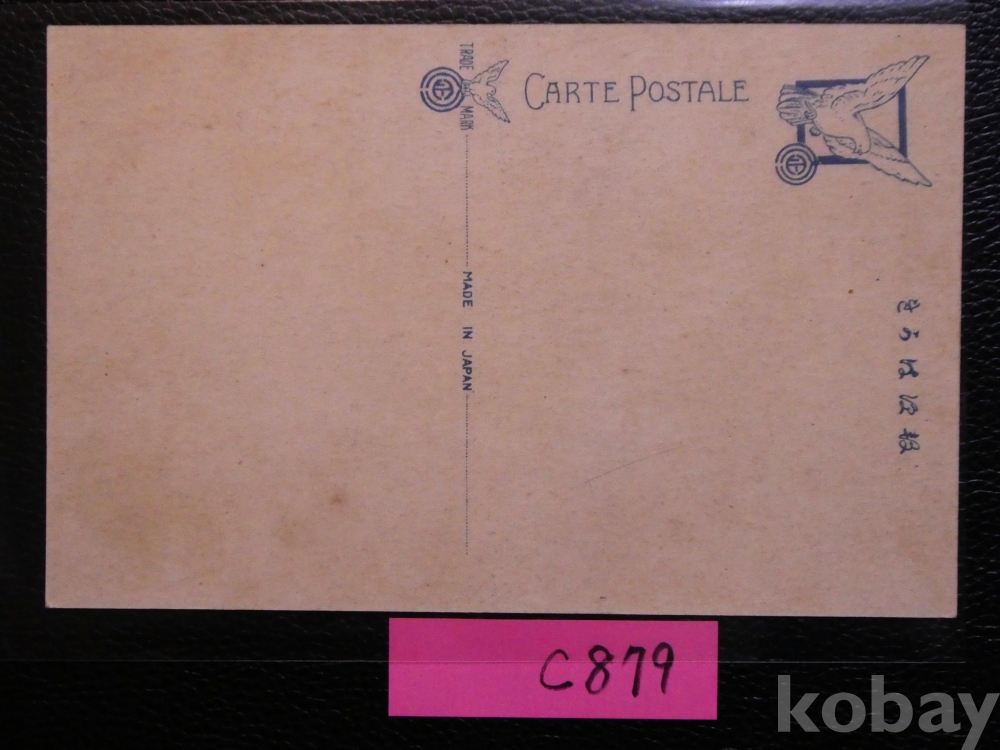 TRADE MARK
CARTE POSTALE
MADE IN JAPAN
郵便はかき
C879
kobay